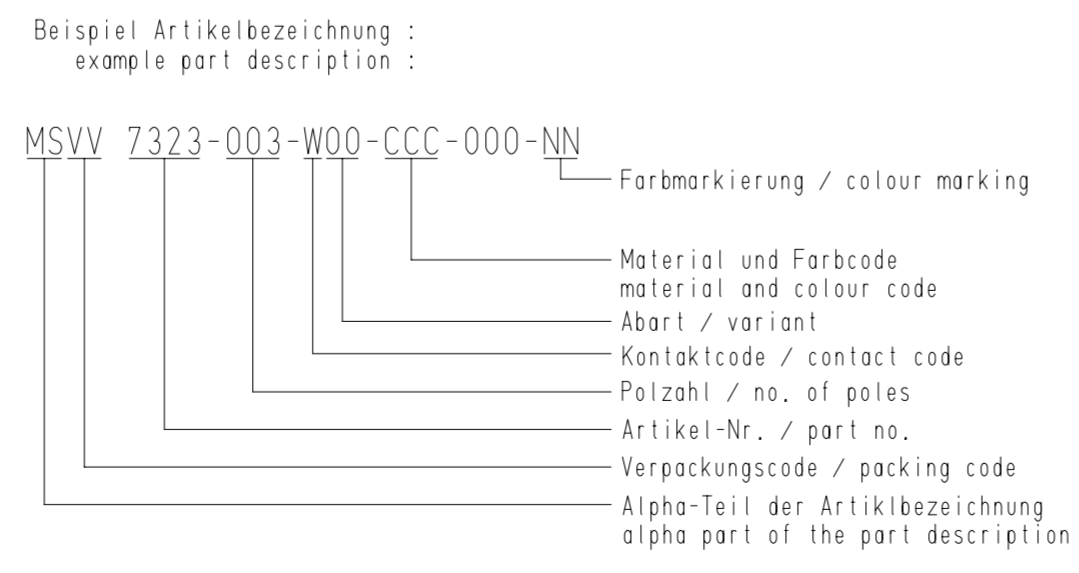 Beispiel Artikelbezeichnung :
example part description :
MSVV 7323-003-W00-CCC-000-NN
Farbmarkierung / colour marking
Material und Farbcode
material and colour code
Abart / variant
Kontaktcode / contact code
Polzahl / no. of poles
Artikel-Nr. / part no.
Verpackungscode / packing code
Alpha-Teil der Artiklbezeichnung
alpha part of the part description